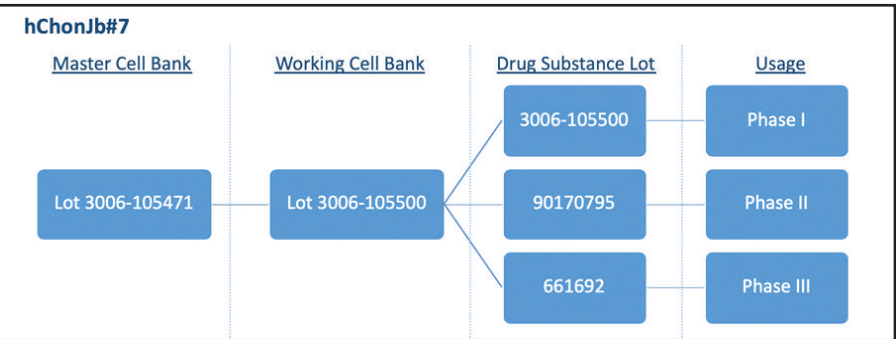 hChonJb#7
Master Cell Bank
Working Cell Bank
Drug Substance Lot
Usage
3006-105500
Phase I
Lot 3006-105471
Lot 3006-105500
90170795
Phase II
661692
Phase III